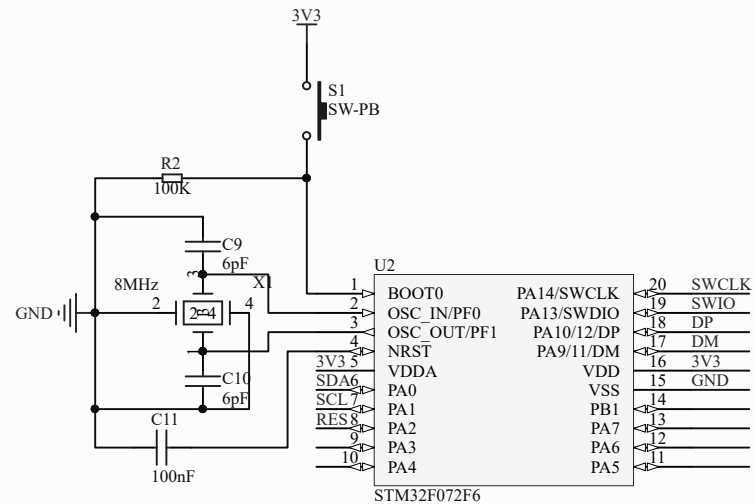 3V3
S1
SW-PB
R2
100K
C9
6pF
3
8MHz
X1
2
2 4
1 3
4
GND
C10
6pF
C11
100nF
U2
1 BOOT0 PA14/SWCLK 20 SWCLK
2 OSC_IN/PF0 PA13/SWDIO 19 SWIO
3 OSC_OUT/PF1 PA10/12/DP 18 DP
4 NRST PA9/11/DM 17 DM
3V3 5 VDDA VDD 16 3V3
SDA 6 PA0 VSS 15 GND
SCL 7 PA1 PB1 14
RES 8 PA2 PA7 13
9 PA3 PA6 12
10 PA4 PA5 11
STM32F072F6